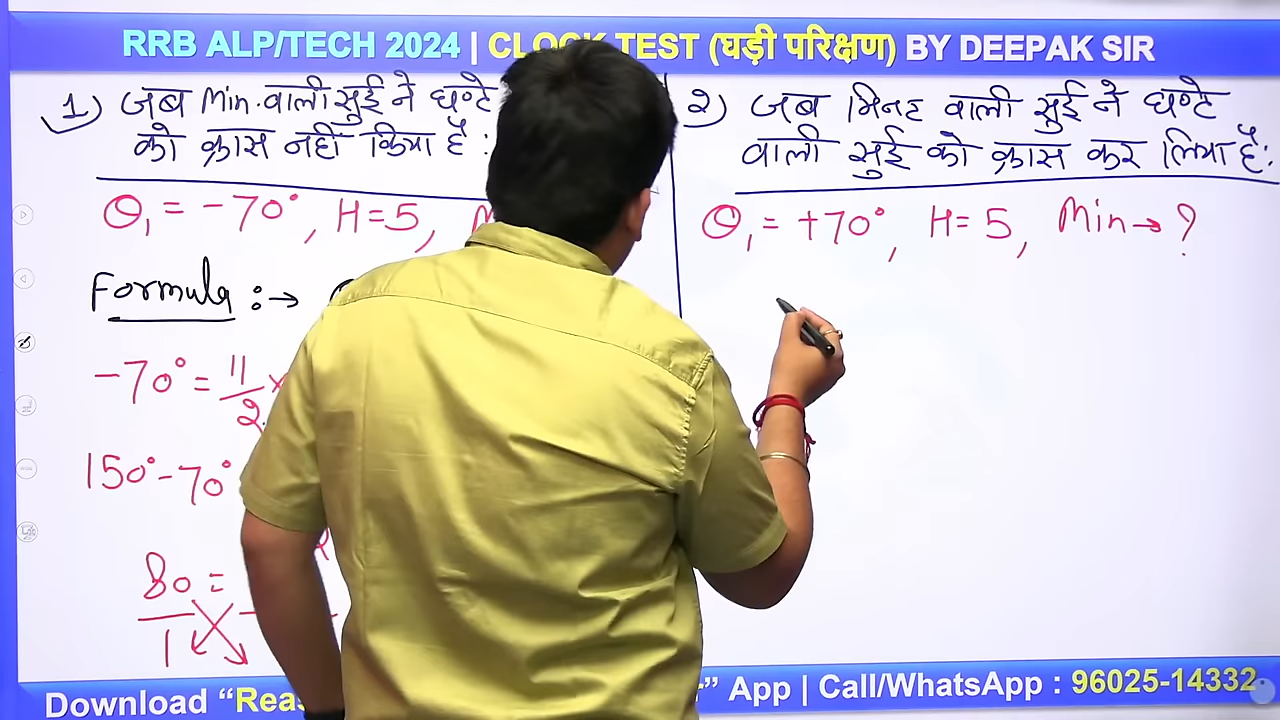 RRB ALP/TECH 2024 | CLOCK TEST (घड़ी परिक्षण) BY DEEPAK SIR
1) जब Min. वाली सुई ने घण्टे
को क्रास नहीं किया है :
θ₁ = -70°, H=5,
Formula :→
-70° = 11/2 ×
150° - 70°
80 =
1
2) जब मिनट वाली सुई ने घण्टे
वाली सुई को क्रास कर लिया है:
θ₁ = +70°, H= 5, Min→ ?
Download “ ” App | Call/WhatsApp : 96025-14332